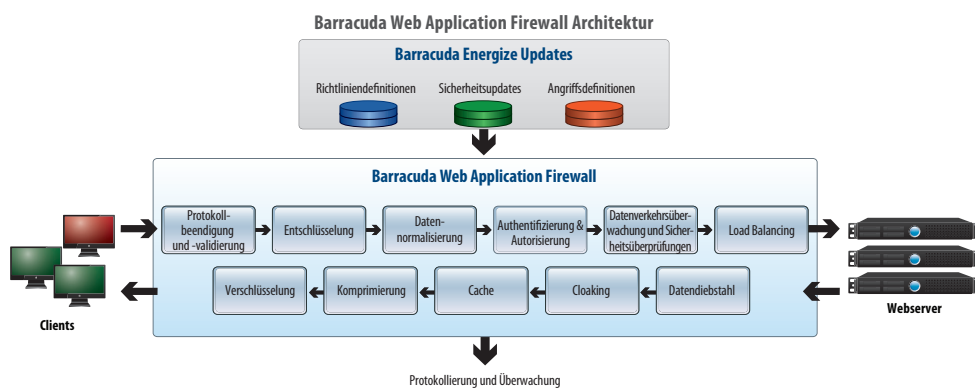 Barracuda Web Application Firewall Architektur
Barracuda Energize Updates
Richtliniendefinitionen
Sicherheitsupdates
Angriffsdefinitionen
Barracuda Web Application Firewall
Protokoll-
beendigung
und -validierung
Entschlüsselung
Daten-
normalisierung
Authentifizierung &
Autorisierung
Datenverkehrsüber-
wachung und Sicher-
heitsüberprüfungen
Load Balancing
Verschlüsselung
Komprimierung
Cache
Cloaking
Datendiebstahl
Clients
Webserver
Protokollierung und Überwachung